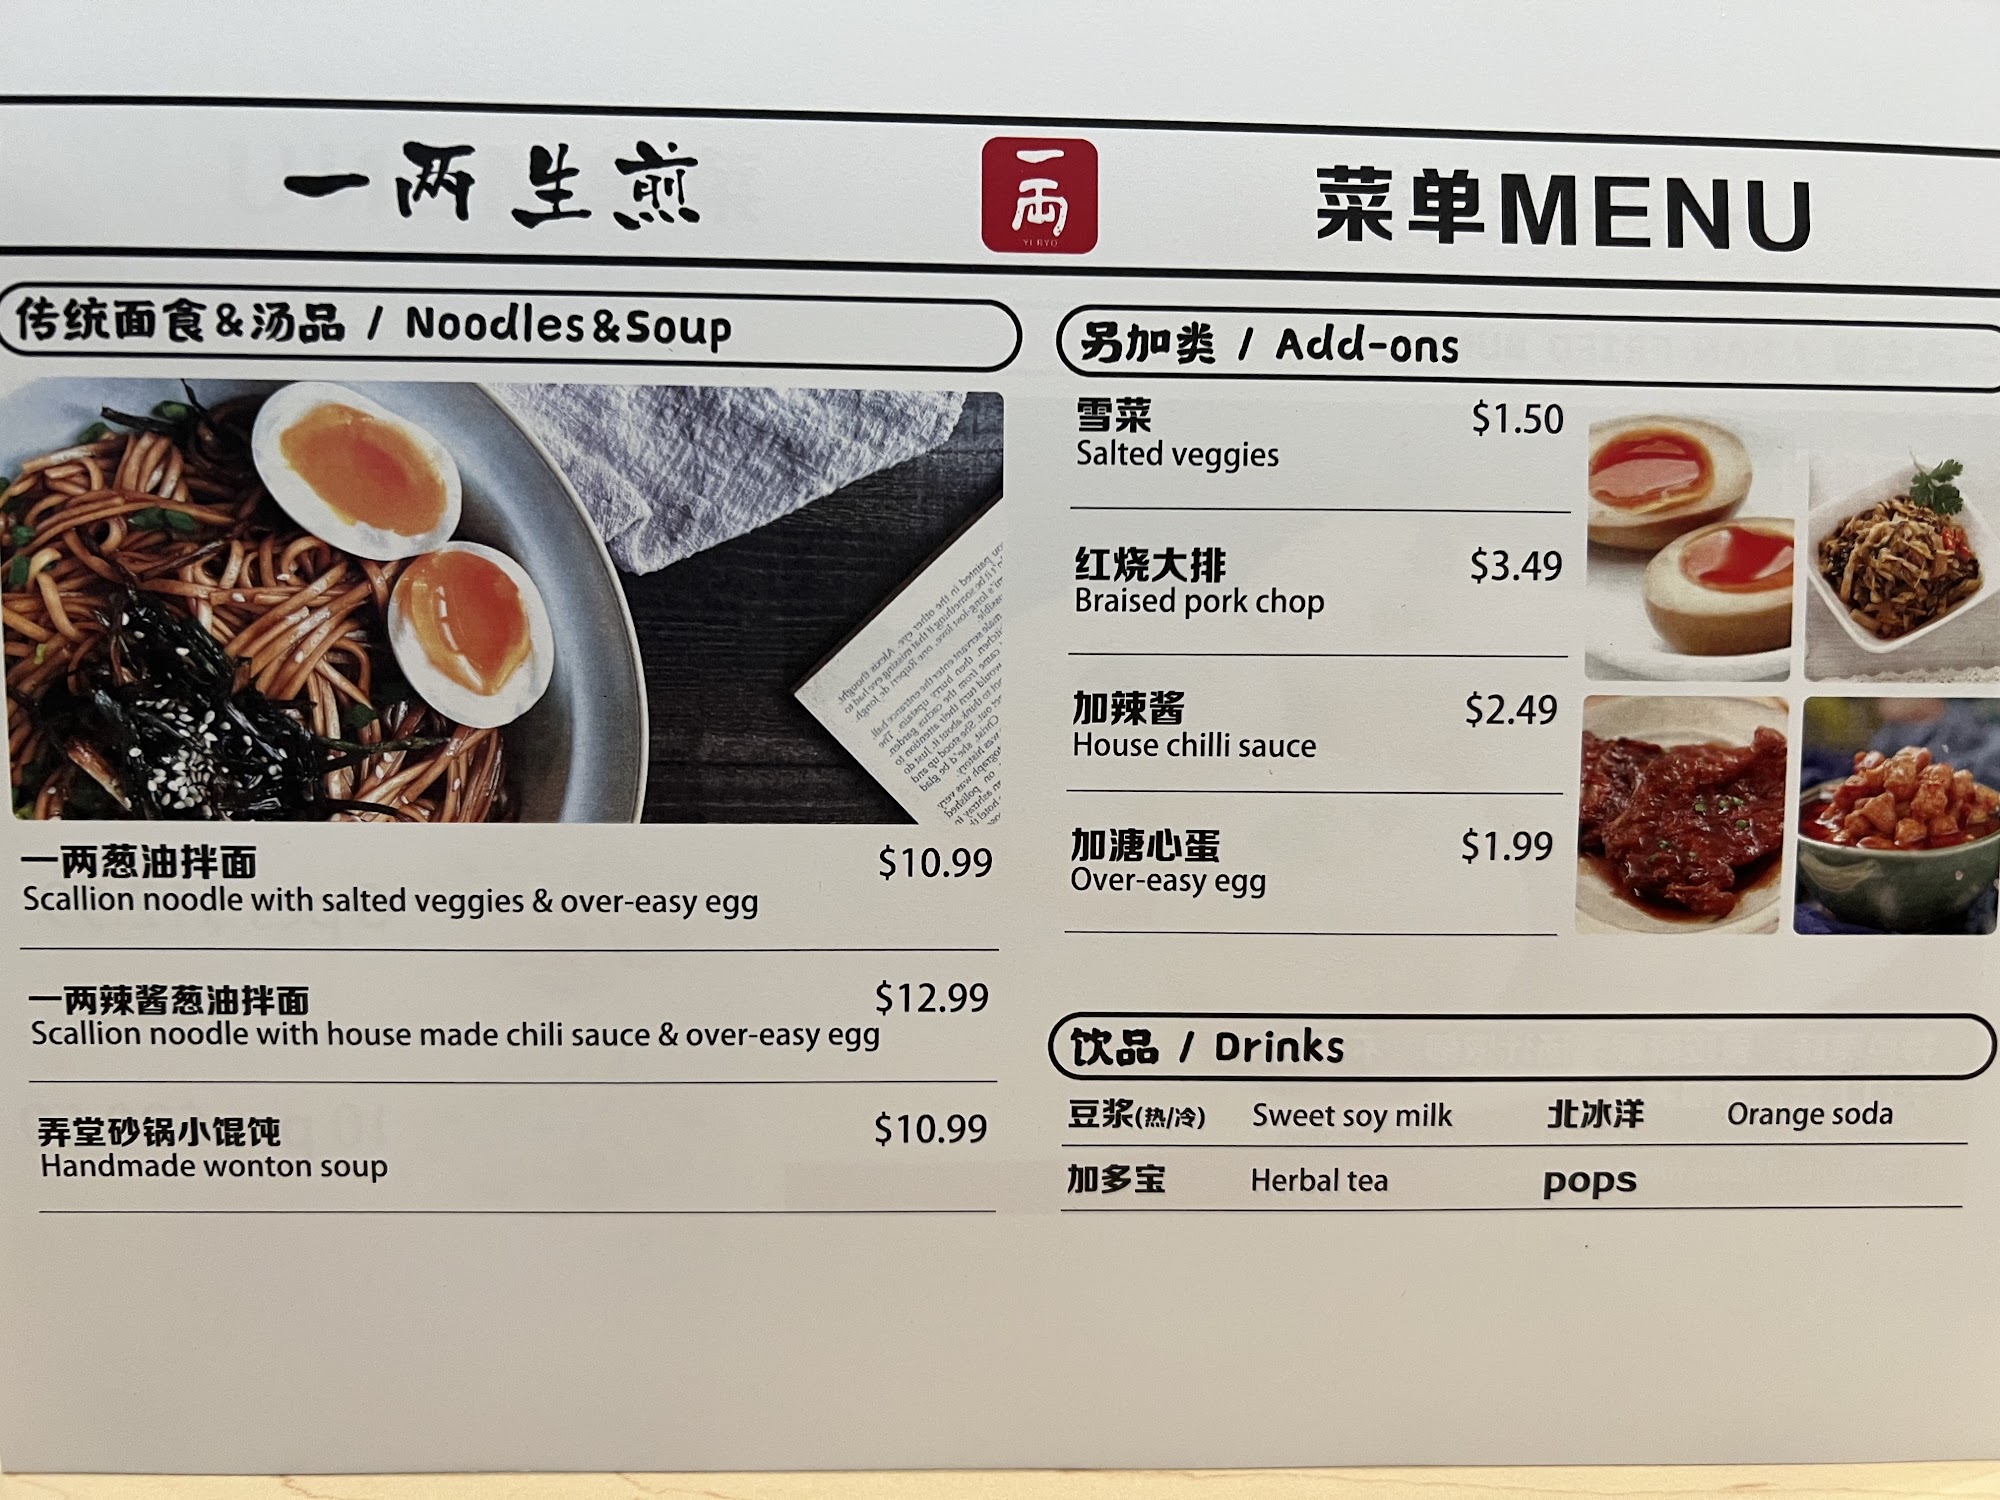 一两生煎
一両
YI RYO
菜单MENU
传统面食&汤品 / Noodles&Soup
一两葱油拌面 $10.99
Scallion noodle with salted veggies & over-easy egg
一两辣酱葱油拌面 $12.99
Scallion noodle with house made chili sauce & over-easy egg
弄堂砂锅小馄饨 $10.99
Handmade wonton soup
另加类 / Add-ons
雪菜 $1.50
Salted veggies
红烧大排 $3.49
Braised pork chop
加辣酱 $2.49
House chilli sauce
加溏心蛋 $1.99
Over-easy egg
饮品 / Drinks
豆浆(热/冷) Sweet soy milk 北冰洋 Orange soda
加多宝 Herbal tea pops